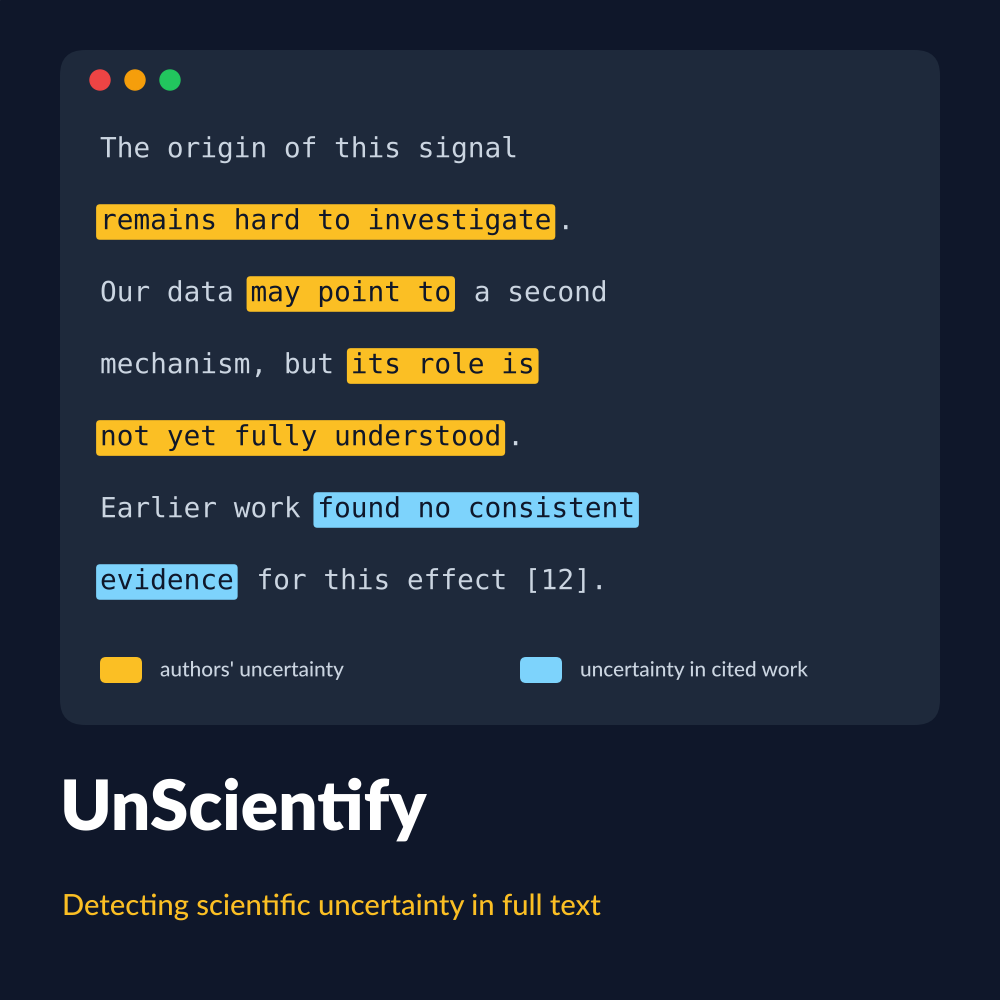 The origin of this signal
remains hard to investigate.
Our data may point to a second
mechanism, but its role is
not yet fully understood.
Earlier work found no consistent
evidence for this effect [12].
authors' uncertainty
uncertainty in cited work
UnScientify
Detecting scientific uncertainty in full text